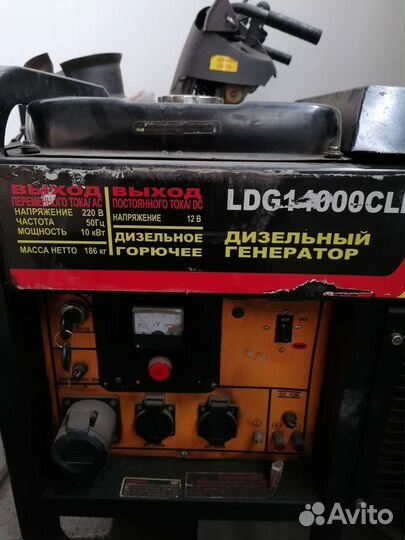 ВЫХОД
ПЕРЕМЕННОГО ТОКА/ AC
НАПРЯЖЕНИЕ 220 В
ЧАСТОТА 50Гц
МОЩНОСТЬ 10 кВт
МАССА НЕТТО 186 кг
ВЫХОД
ПОСТОЯННОГО ТОКА/ DC
НАПРЯЖЕНИЕ 12 В
ДИЗЕЛЬНОЕ
ГОРЮЧЕЕ
LDG14000CL
ДИЗЕЛЬНЫЙ
ГЕНЕРАТОР
V
Avito